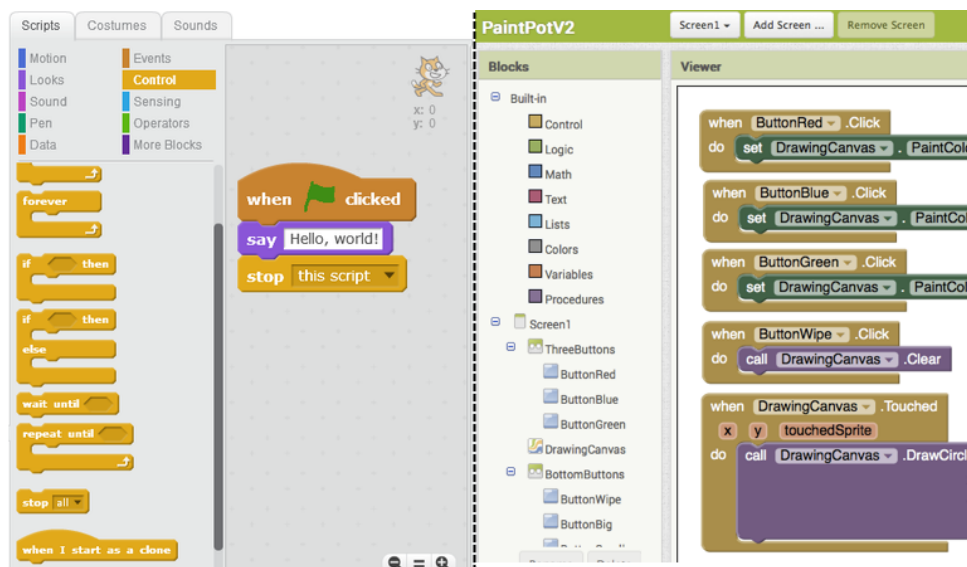 Scripts Costumes Sounds
Motion Events
Looks Control
Sound Sensing
Pen Operators
Data More Blocks
forever
if then
if then
else
wait until
repeat until
stop all
when I start as a clone
x: 0
y: 0
when clicked
say Hello, world!
stop this script
PaintPotV2 Screen1 Add Screen ... Remove Screen
Blocks Viewer
Built-in
Control
Logic
Math
Text
Lists
Colors
Variables
Procedures
Screen1
ThreeButtons
ButtonRed
ButtonBlue
ButtonGreen
DrawingCanvas
BottomButtons
ButtonWipe
ButtonBig
when ButtonRed .Click
do set DrawingCanvas . PaintColo
when ButtonBlue .Click
do set DrawingCanvas . PaintColo
when ButtonGreen .Click
do set DrawingCanvas . PaintColo
when ButtonWipe .Click
do call DrawingCanvas .Clear
when DrawingCanvas .Touched
x y touchedSprite
do call DrawingCanvas .DrawCircl